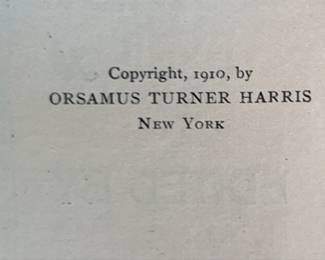 Copyright, 1910, by
ORSAMUS TURNER HARRIS
NEW YORK